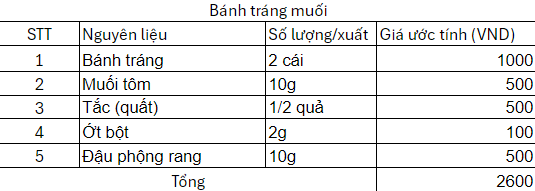 Bánh tráng muối
STT Nguyên liệu Số lượng/xuất Giá ước tính (VND)
1 Bánh tráng 2 cái 1000
2 Muối tôm 10g 500
3 Tắc (quất) 1/2 quả 500
4 Ớt bột 2g 100
5 Đậu phộng rang 10g 500
Tổng 2600